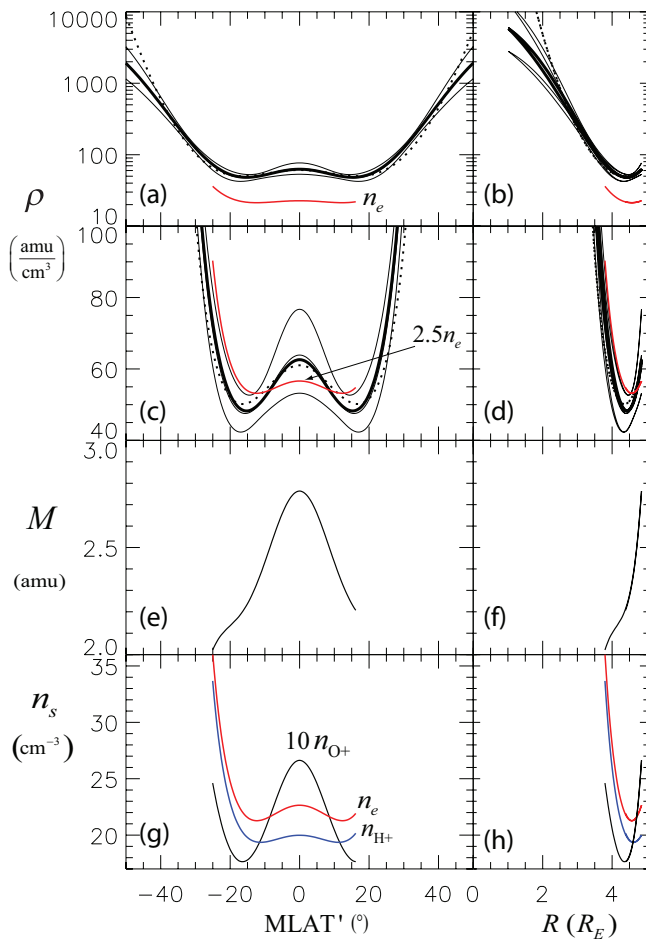 10000
1000
100
10
ρ
(amu/cm³)
(a)
n_e
(b)
100
80
60
40
2.5n_e
(c)
(d)
3.0
2.5
2.0
M
(amu)
(e)
(f)
35
30
25
20
n_s
(cm⁻³)
10 n_O+
n_e
n_H+
(g)
(h)
−40 −20 0 20 40 0 2 4
MLAT' (°) R (R_E)